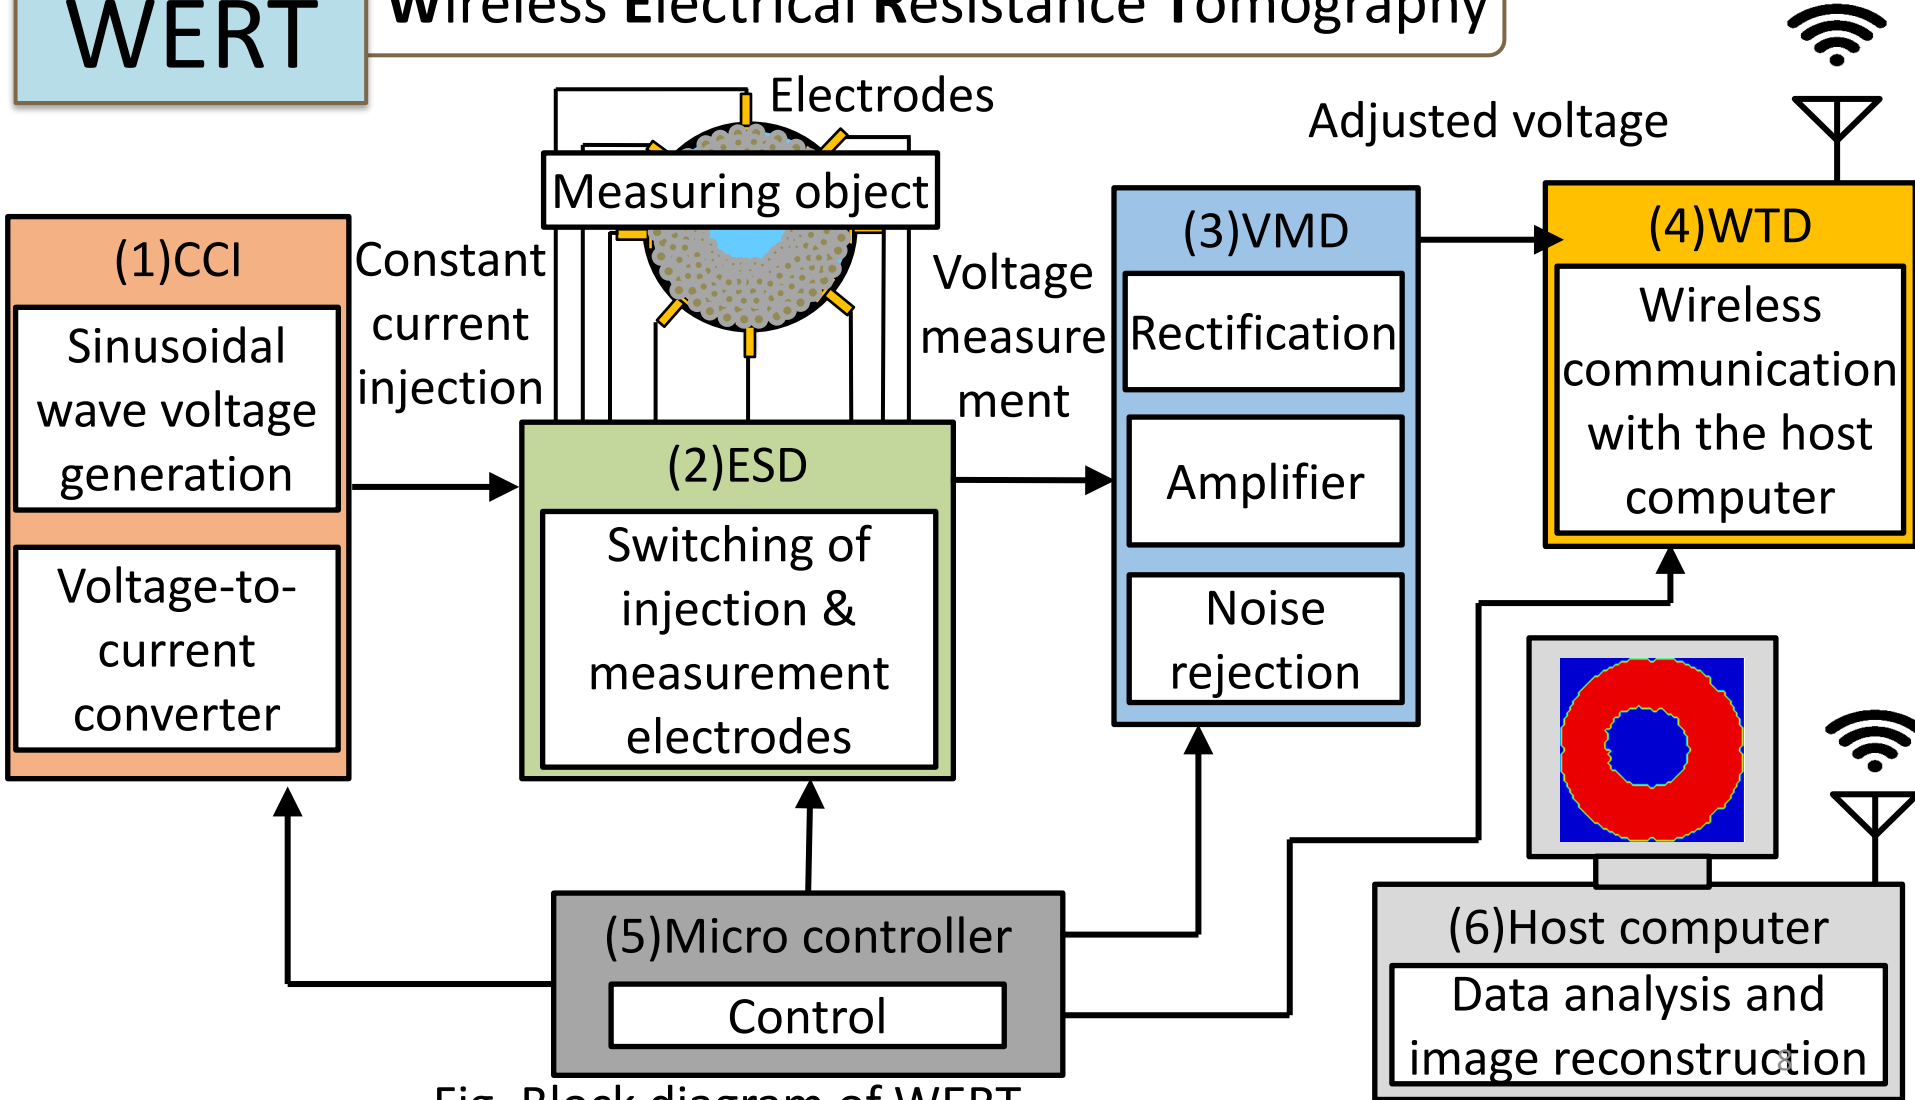 WERT
Wireless Electrical Resistance Tomography
Electrodes
Measuring object
Adjusted voltage
(1)CCI
Sinusoidal
wave voltage
generation
Voltage-to-
current
converter
Constant
current
injection
(2)ESD
Switching of
injection &
measurement
electrodes
Voltage
measure
ment
(3)VMD
Rectification
Amplifier
Noise
rejection
(4)WTD
Wireless
communication
with the host
computer
(5)Micro controller
Control
(6)Host computer
Data analysis and
image reconstruction
8
Fig. Block diagram of WERT